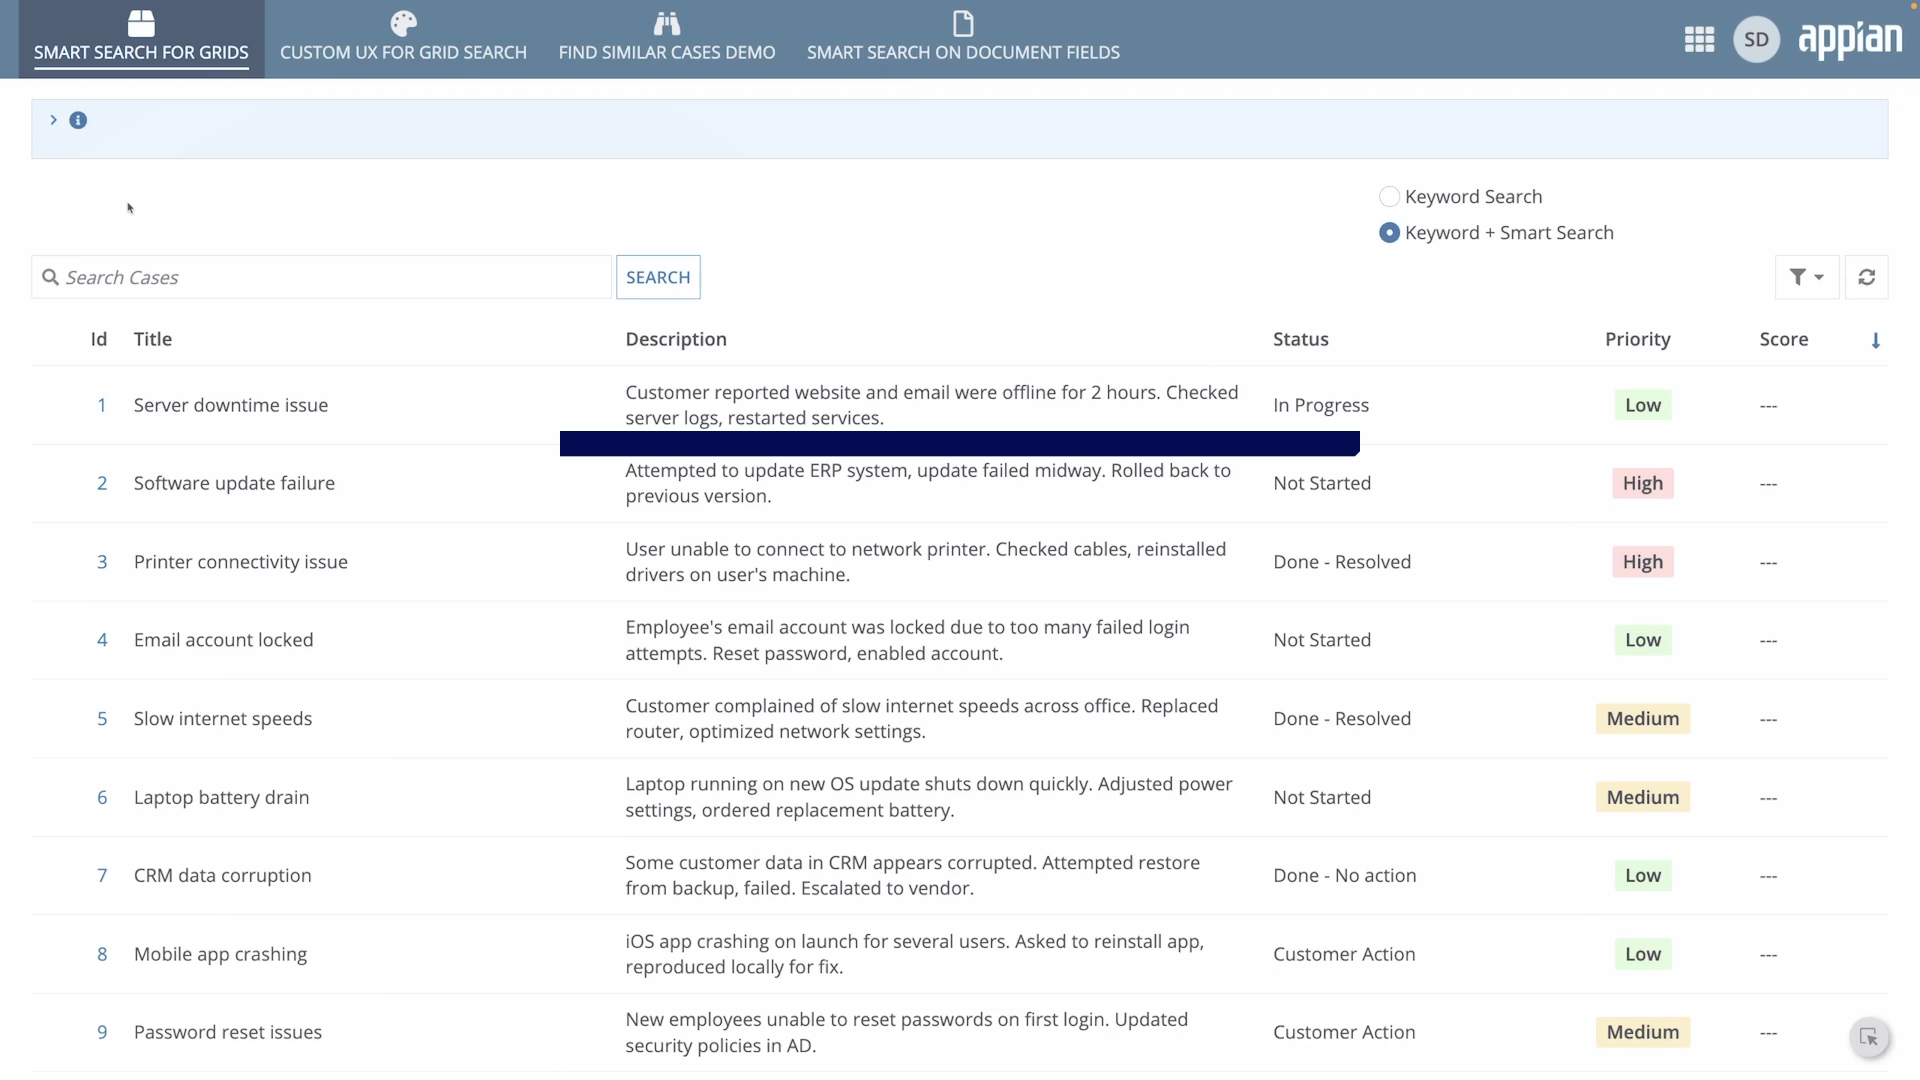 SMART SEARCH FOR GRIDS
CUSTOM UX FOR GRID SEARCH
FIND SIMILAR CASES DEMO
SMART SEARCH ON DOCUMENT FIELDS
SD
appian
Keyword Search
Keyword + Smart Search
Search Cases
SEARCH
Id Title Description Status Priority Score
1 Server downtime issue Customer reported website and email were offline for 2 hours. Checked In Progress Low ---
server logs, restarted services.
2 Software update failure Attempted to update ERP system, update failed midway. Rolled back to Not Started High ---
previous version.
3 Printer connectivity issue User unable to connect to network printer. Checked cables, reinstalled Done - Resolved High ---
drivers on user's machine.
4 Email account locked Employee's email account was locked due to too many failed login Not Started Low ---
attempts. Reset password, enabled account.
5 Slow internet speeds Customer complained of slow internet speeds across office. Replaced Done - Resolved Medium ---
router, optimized network settings.
6 Laptop battery drain Laptop running on new OS update shuts down quickly. Adjusted power Not Started Medium ---
settings, ordered replacement battery.
7 CRM data corruption Some customer data in CRM appears corrupted. Attempted restore Done - No action Low ---
from backup, failed. Escalated to vendor.
8 Mobile app crashing iOS app crashing on launch for several users. Asked to reinstall app, Customer Action Low ---
reproduced locally for fix.
9 Password reset issues New employees unable to reset passwords on first login. Updated Customer Action Medium ---
security policies in AD.